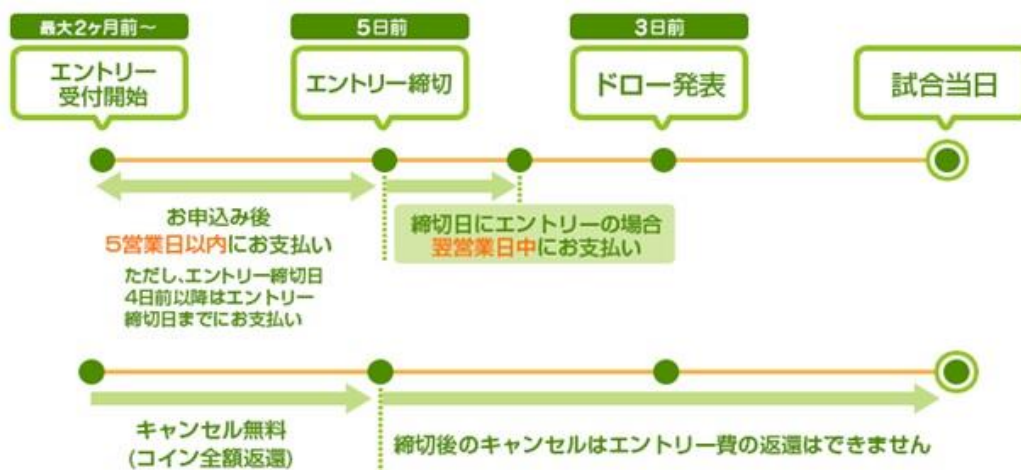 最大2ヶ月前～
5日前
3日前
エントリー
受付開始
エントリー締切
ドロー発表
試合当日
お申込み後
5営業日以内にお支払い
ただし、エントリー締切日
4日前以降はエントリー
締切日までにお支払い
締切日にエントリーの場合
翌営業日中にお支払い
キャンセル無料
(コイン全額返還)
締切後のキャンセルはエントリー費の返還はできません